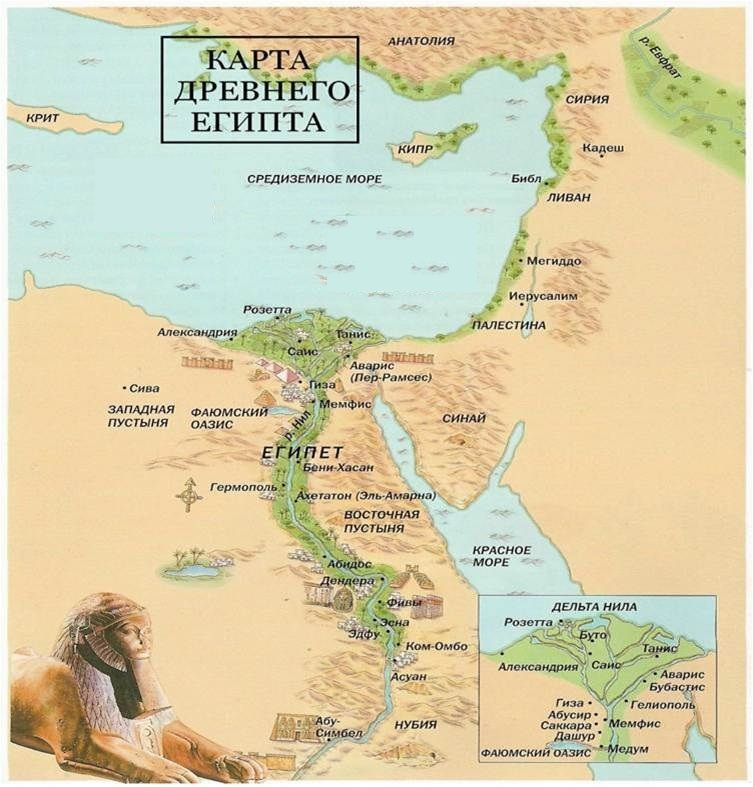 КАРТА
ДРЕВНЕГО
ЕГИПТА
АНАТОЛИЯ
р. Евфрат
КРИТ
СИРИЯ
КИПР
Кадеш
СРЕДИЗЕМНОЕ МОРЕ
Библ
ЛИВАН
Мегиддо
Иерусалим
ПАЛЕСТИНА
Розетта
Александрия
Танис
Саис
Аварис
(Пер-Рамсес)
Гиза
Сива
Мемфис
ЗАПАДНАЯ
ПУСТЫНЯ
ФАЮМСКИЙ
ОАЗИС
р. Нил
СИНАЙ
ЕГИПЕТ
Бени-Хасан
Гермополь
Ахетатон (Эль-Амарна)
ВОСТОЧНАЯ
ПУСТЫНЯ
КРАСНОЕ
МОРЕ
Абидос
Дендера
Фивы
Эсна
Эдфу
Ком-Омбо
Асуан
Абу-
Симбел
НУБИЯ
ДЕЛЬТА НИЛА
Розетта
Буто
Танис
Александрия
Саис
Аварис
Бубастис
Гиза
Гелиополь
Абусир
Саккара
Мемфис
Дашур
ФАЮМСКИЙ ОАЗИС
Медум